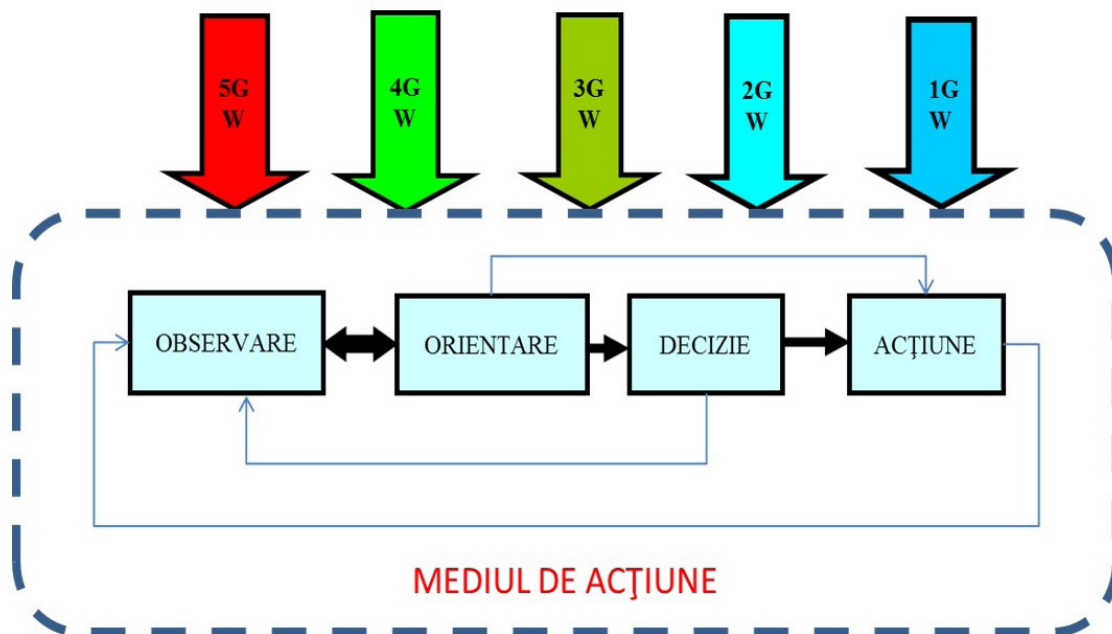 5G
W
4G
W
3G
W
2G
W
1G
W
OBSERVARE
ORIENTARE
DECIZIE
ACŢIUNE
MEDIUL DE ACŢIUNE